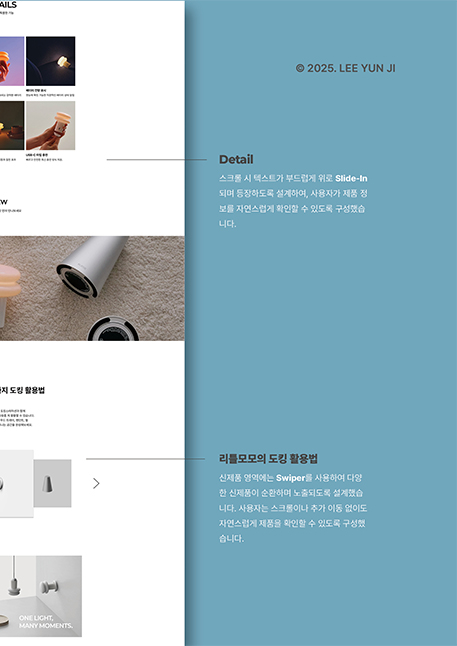 AILS
© 2025. LEE YUN JI
Detail
스크롤 시 텍스트가 부드럽게 위로 Slide-In
되며 등장하도록 설계하여, 사용자가 제품 정
보를 자연스럽게 확인할 수 있도록 구성했습
니다.
EW
지 도킹 활용법
리틀모모의 도킹 활용법
신제품 영역에는 Swiper를 사용하여 다양
한 신제품이 순환하며 노출되도록 설계했습
니다. 사용자는 스크롤이나 추가 이동 없이도
자연스럽게 제품을 확인할 수 있도록 구성했
습니다.
ONE LIGHT,
MANY MOMENTS.